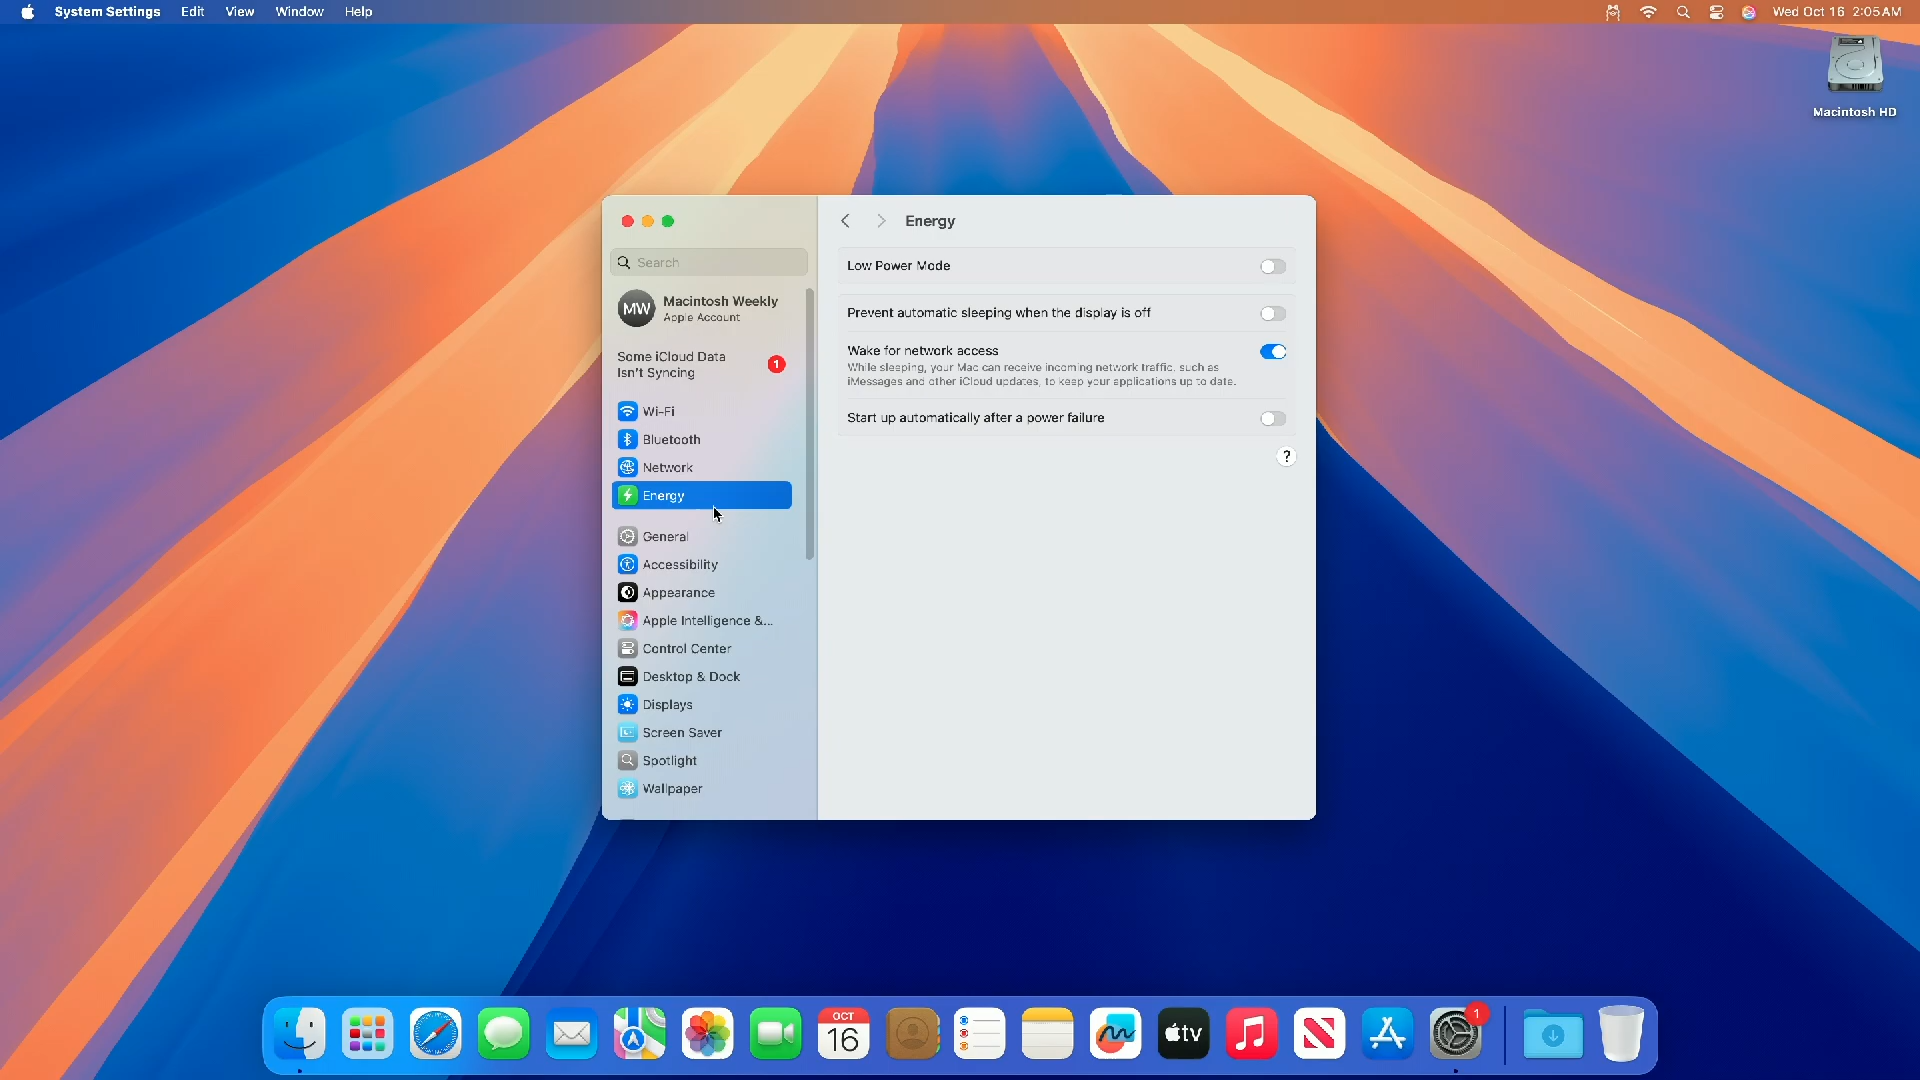 System Settings Edit View Window Help
Wed Oct 16 2:05 AM
Macintosh HD
Energy
Search
MW
Macintosh Weekly
Apple Account
Some iCloud Data
Isn't Syncing
1
Wi-Fi
Bluetooth
Network
Energy
General
Accessibility
Appearance
Apple Intelligence &...
Control Center
Desktop & Dock
Displays
Screen Saver
Spotlight
Wallpaper
Low Power Mode
Prevent automatic sleeping when the display is off
Wake for network access
While sleeping, your Mac can receive incoming network traffic, such as
iMessages and other iCloud updates, to keep your applications up to date.
Start up automatically after a power failure
?
OCT
16
tv
1